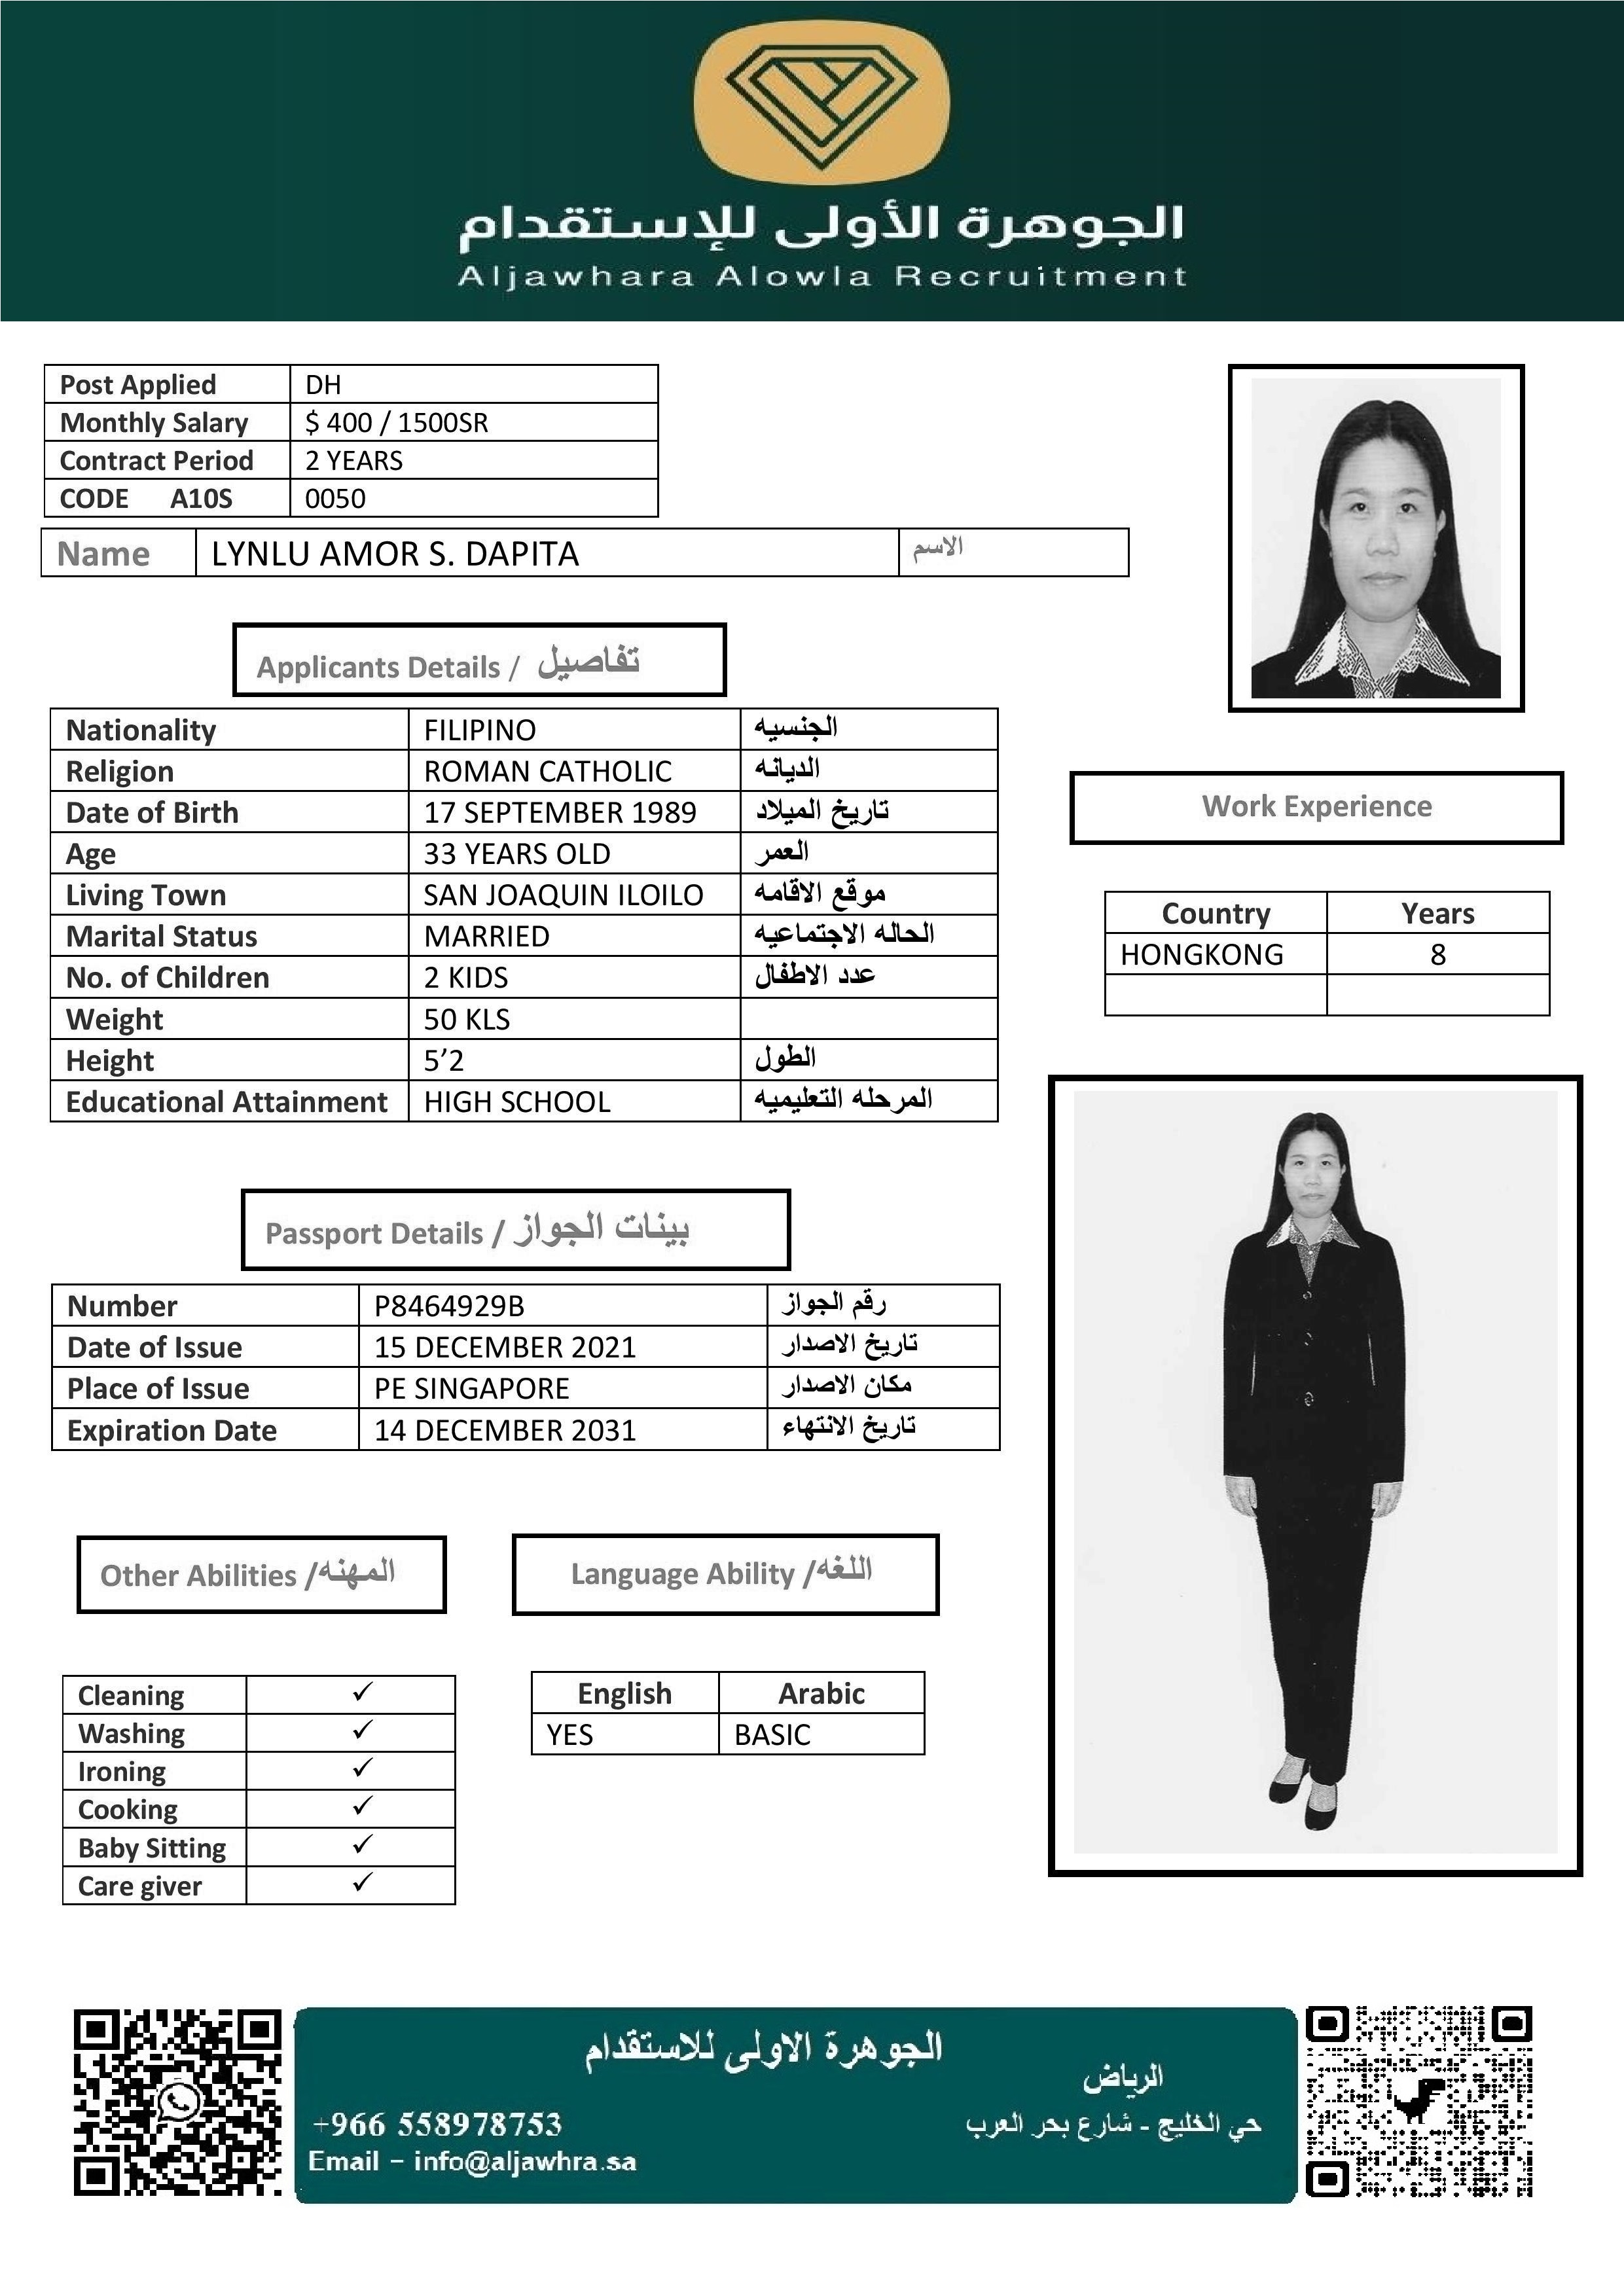 الجوهرة الأولى للإستقدام
Aljawhara Alowla Recruitment
Post Applied DH
Monthly Salary $ 400 / 1500SR
Contract Period 2 YEARS
CODE A10S 0050
Name LYNLU AMOR S. DAPITA الاسم
Applicants Details / تفاصيل
Nationality FILIPINO الجنسيه
Religion ROMAN CATHOLIC الديانه
Date of Birth 17 SEPTEMBER 1989 تاريخ الميلاد
Age 33 YEARS OLD العمر
Living Town SAN JOAQUIN ILOILO موقع الاقامه
Marital Status MARRIED الحاله الاجتماعيه
No. of Children 2 KIDS عدد الاطفال
Weight 50 KLS
Height 5’2 الطول
Educational Attainment HIGH SCHOOL المرحله التعليميه
Work Experience
Country Years
HONGKONG 8
Passport Details / بينات الجواز
Number P8464929B رقم الجواز
Date of Issue 15 DECEMBER 2021 تاريخ الاصدار
Place of Issue PE SINGAPORE مكان الاصدار
Expiration Date 14 DECEMBER 2031 تاريخ الانتهاء
Other Abilities /المهنه
Cleaning ✓
Washing ✓
Ironing ✓
Cooking ✓
Baby Sitting ✓
Care giver ✓
Language Ability /اللغه
English Arabic
YES BASIC
الجوهرة الاولى للاستقدام
الرياض
حي الخليج - شارع بحر العرب
+966 558978753
Email – info@aljawhra.sa